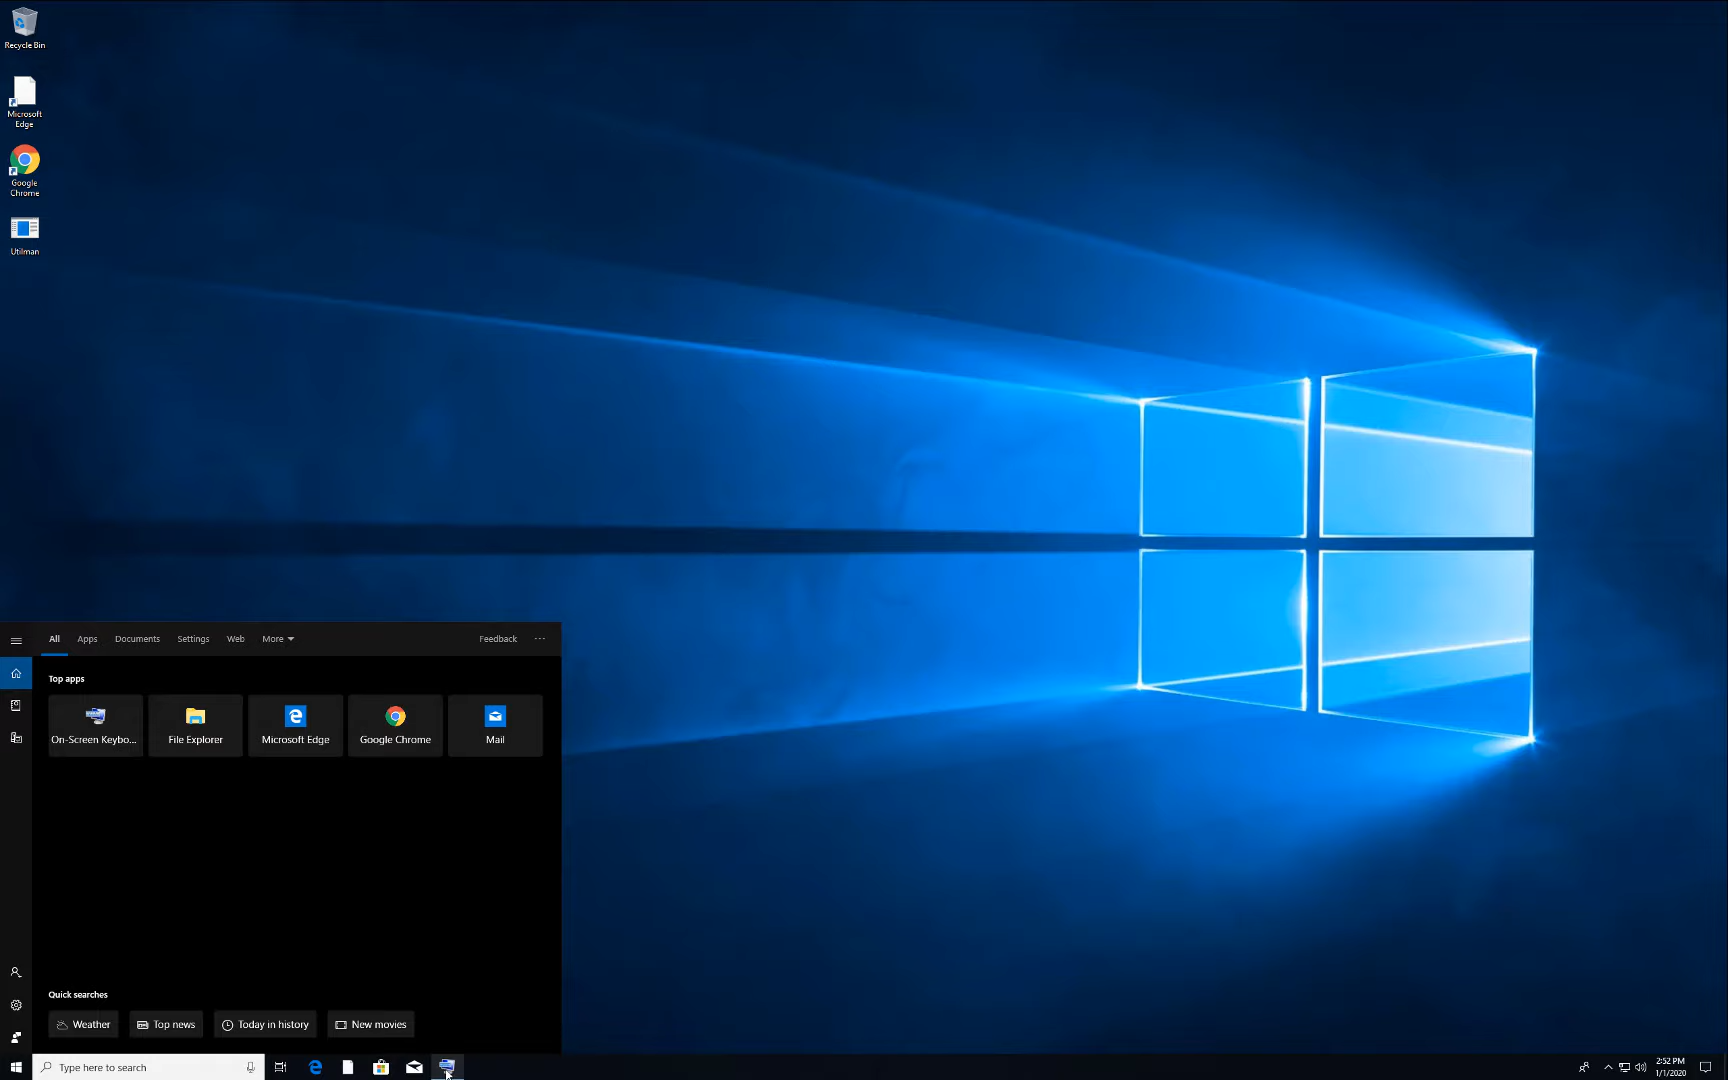 Recycle Bin
Microsoft
Edge
Google
Chrome
Utilman
All Apps Documents Settings Web More Feedback ...
Top apps
On-Screen Keybo... File Explorer Microsoft Edge Google Chrome Mail
Quick searches
Weather Top news Today in history New movies
Type here to search
2:52 PM
1/1/2020